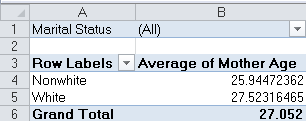 A B
1 Marital Status (All)
2
3 Row Labels Average of Mother Age
4 Nonwhite 25.94472362
5 White 27.52316465
6 Grand Total 27.052